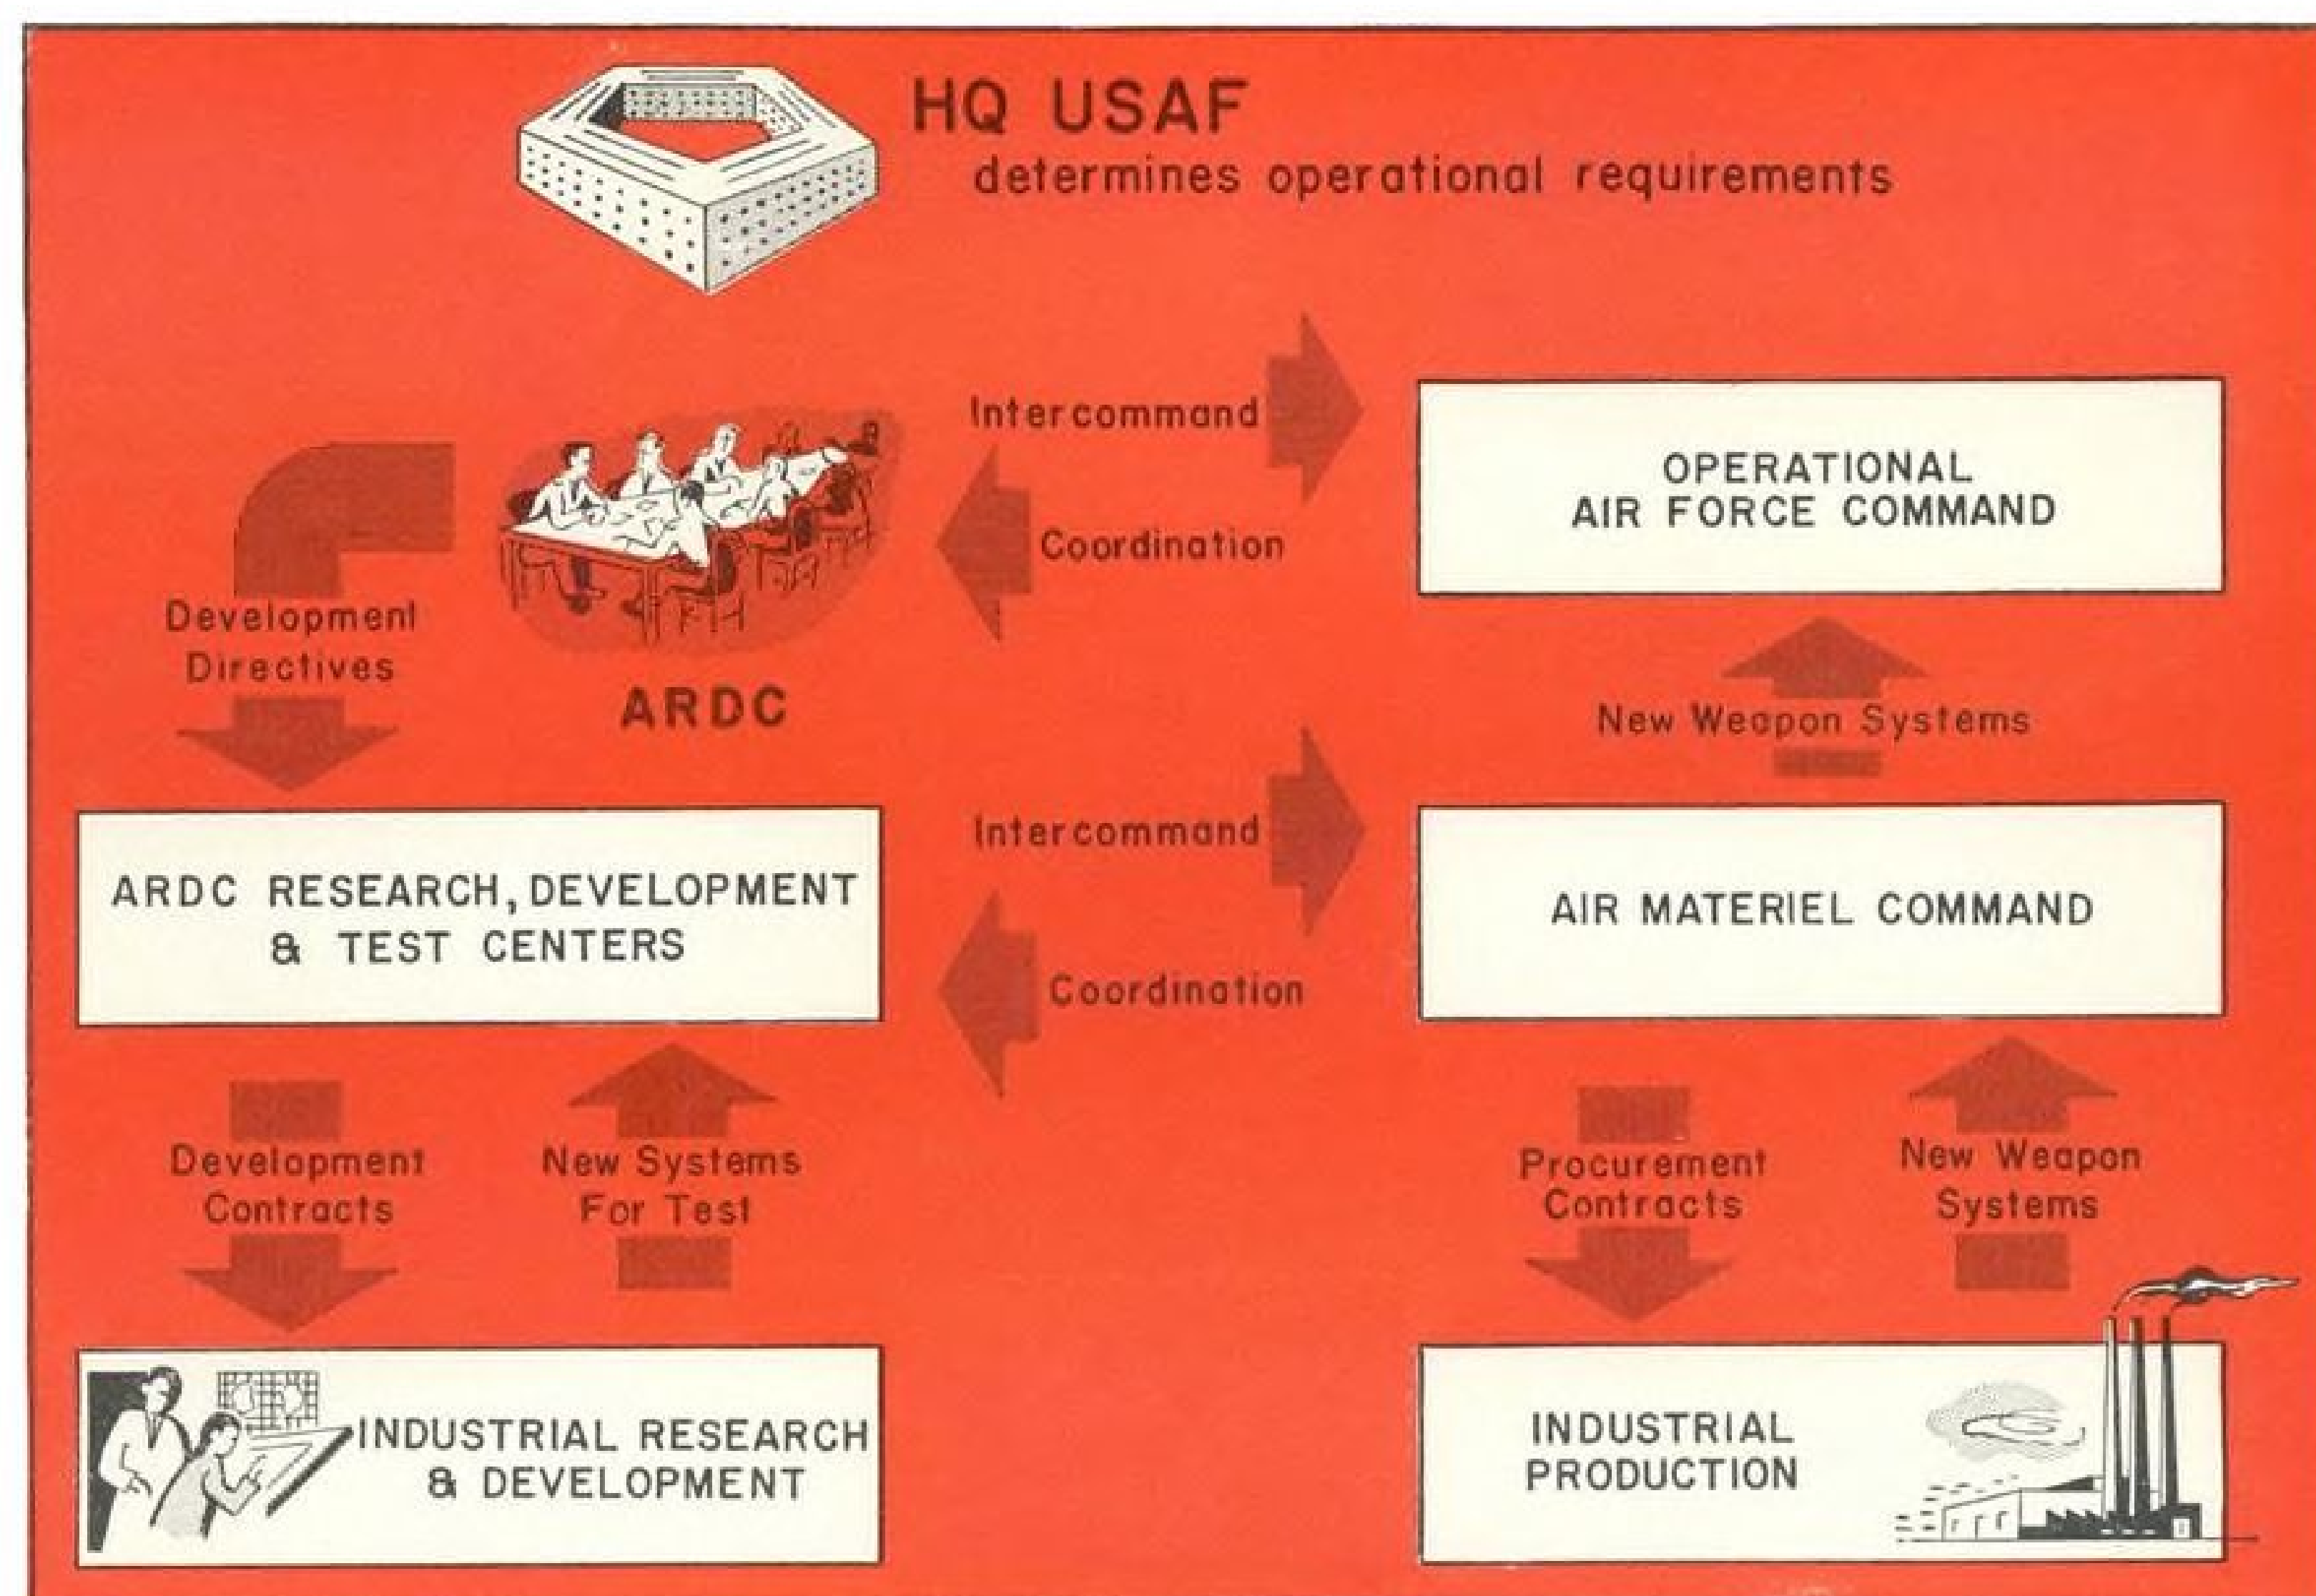 HQ USAF
determines operational requirements
Intercommand
Coordination
OPERATIONAL
AIR FORCE COMMAND
Development
Directives
ARDC
New Weapon Systems
ARDC RESEARCH, DEVELOPMENT
& TEST CENTERS
Intercommand
Coordination
AIR MATERIEL COMMAND
Development
Contracts
New Systems
For Test
Procurement
Contracts
New Weapon
Systems
INDUSTRIAL RESEARCH
& DEVELOPMENT
INDUSTRIAL
PRODUCTION